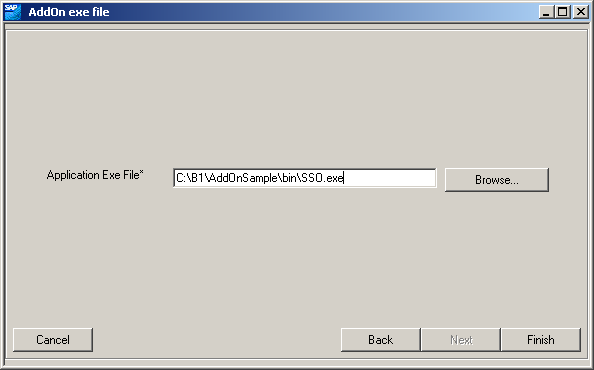 SAP AddOn exe file
Application Exe File* C:\B1\AddOnSample\bin\SSO.exe Browse...
Cancel Back Next Finish